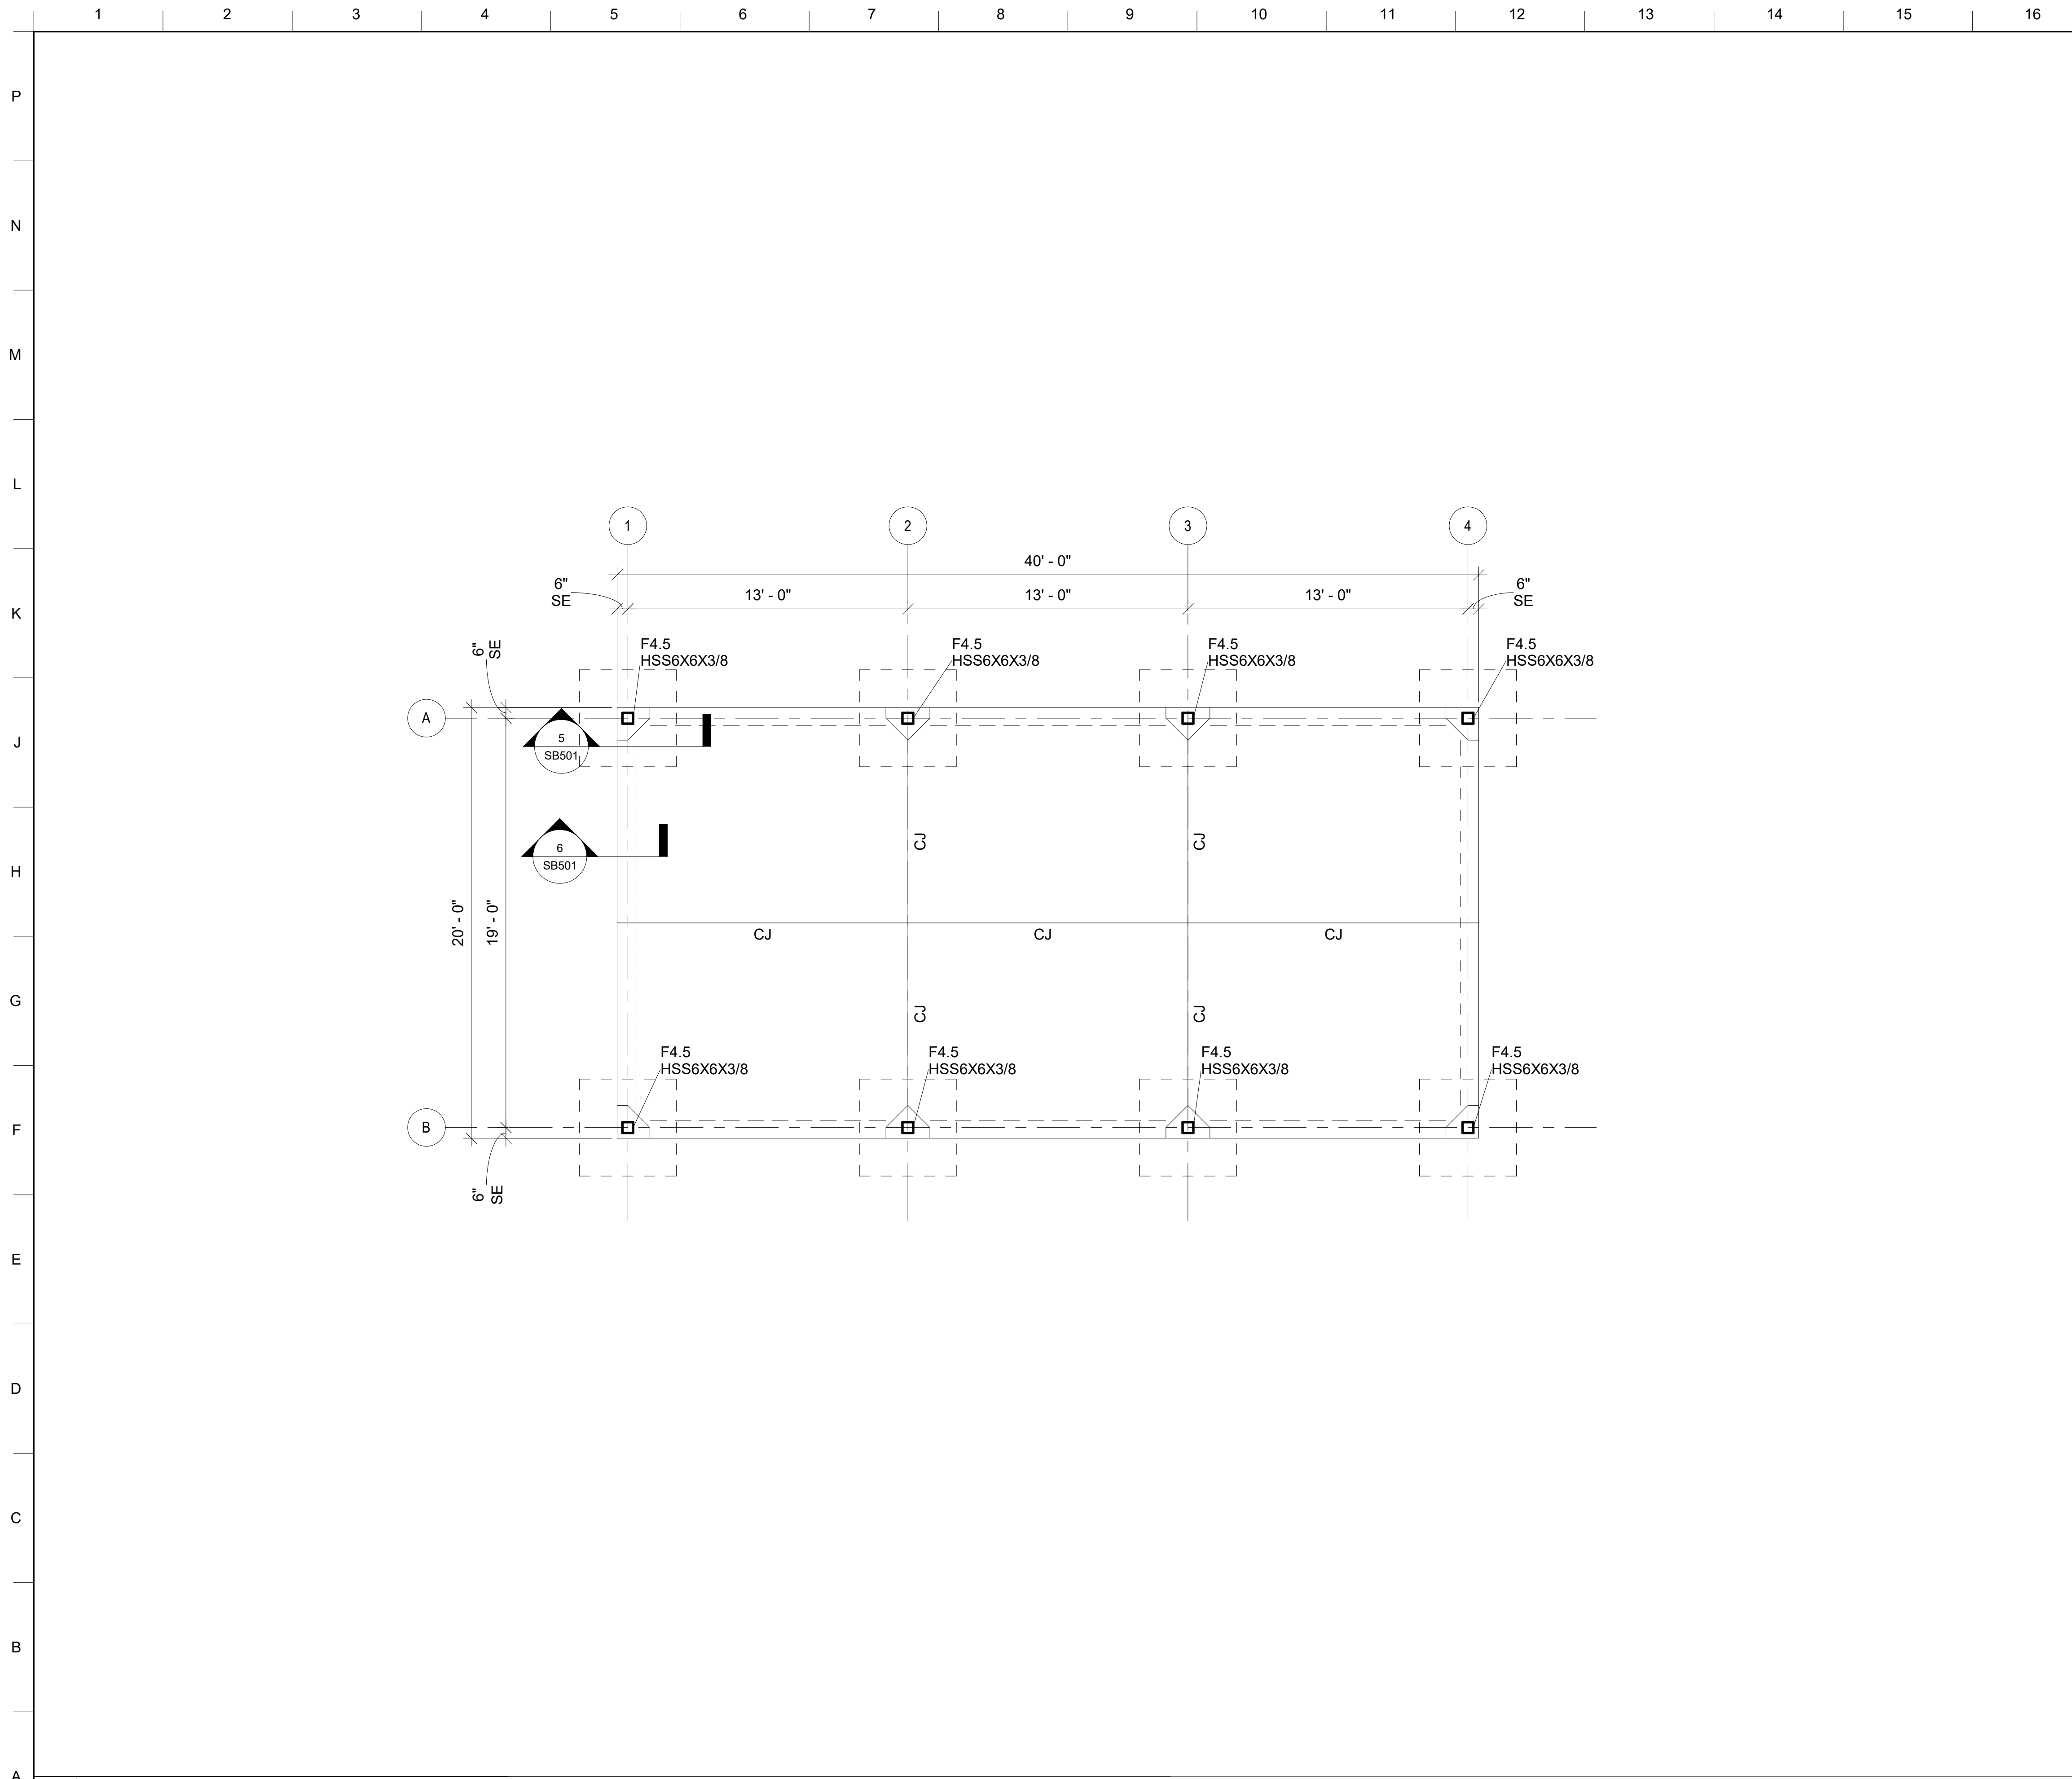 1 2 3 4 5 6 7 8 9 10 11 12 13 14 15 16
P
N
M
L
1 2 3 4
40' - 0"
6"
SE
13' - 0" 13' - 0" 13' - 0"
6"
SE
K
6"
SE
F4.5
HSS6X6X3/8
F4.5
HSS6X6X3/8
F4.5
HSS6X6X3/8
F4.5
HSS6X6X3/8
A
J
5
SB501
6
SB501
CJ
CJ
H
20' - 0"
19' - 0"
CJ CJ CJ
G
CJ
CJ
F4.5
HSS6X6X3/8
F4.5
HSS6X6X3/8
F4.5
HSS6X6X3/8
F4.5
HSS6X6X3/8
B
F
6"
SE
E
D
C
B
A